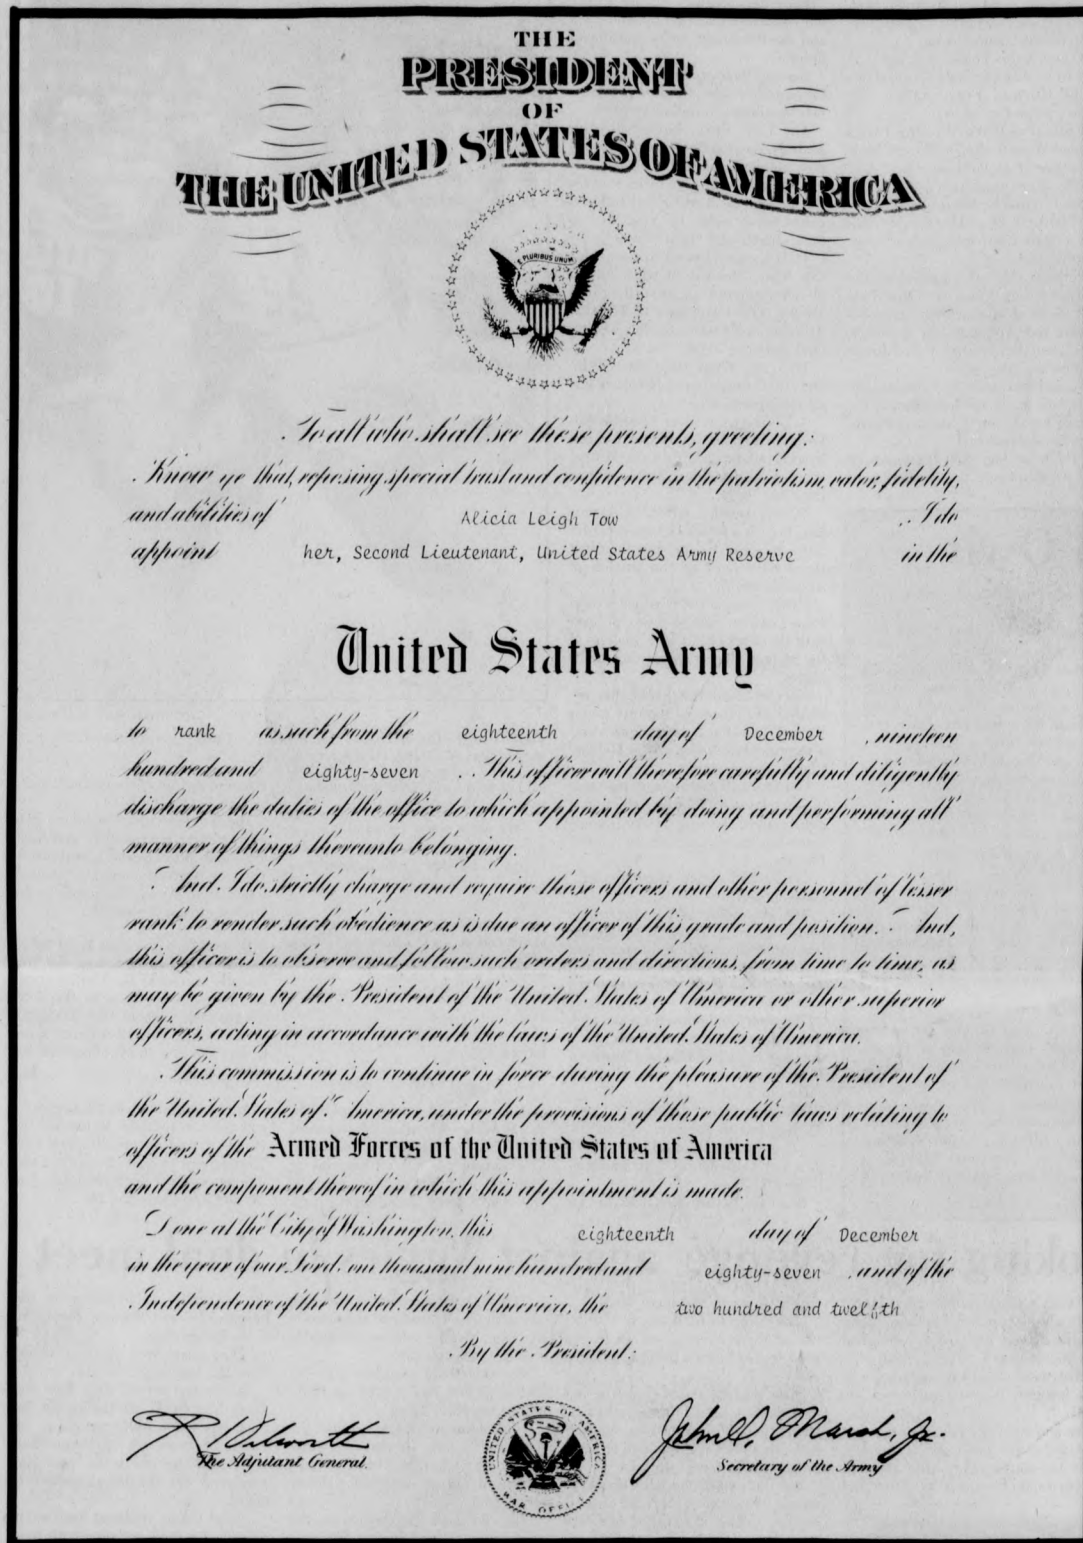 THE
PRESIDENT
OF
THE UNITED STATES OF AMERICA
E PLURIBUS UNUM
To all who shall see these presents, greeting:
Know ye that, reposing special trust and confidence in the patriotism, valor, fidelity,
and abilities of Alicia Leigh Tow , I do
appoint her, Second Lieutenant, United States Army Reserve in the
United States Army
to rank as such from the eighteenth day of December , nineteen
hundred and eighty-seven . This officer will therefore carefully and diligently
discharge the duties of the office to which appointed by doing and performing all
manner of things thereunto belonging.
And, I do strictly charge and require those officers and other personnel of lesser
rank to render such obedience as is due an officer of this grade and position. And,
this officer is to observe and follow such orders and directions, from time to time, as
may be given by the President of the United States of America or other superior
officers, acting in accordance with the laws of the United States of America.
This commission is to continue in force during the pleasure of the President of
the United States of America, under the provisions of those public laws relating to
officers of the Armed Forces of the United States of America
and the component thereof in which this appointment is made.
Done at the City of Washington, this eighteenth day of December
in the year of our Lord, one thousand nine hundred and eighty-seven , and of the
Independence of the United States of America, the two hundred and twelfth
By the President:
R Dilworth
The Adjutant General.
UNITED STATES OF AMERICA
WAR OFFICE
John O. Marsh, Jr.
Secretary of the Army